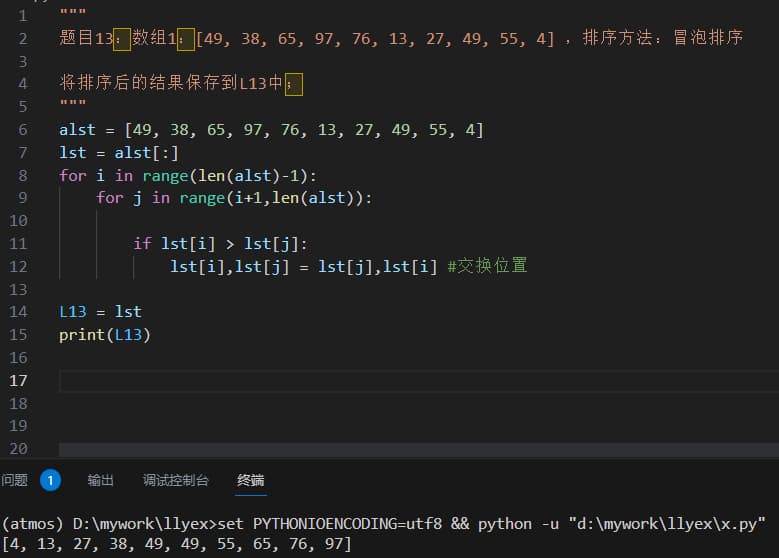 1 """
2 题目13：数组1：[49, 38, 65, 97, 76, 13, 27, 49, 55, 4] ，排序方法：冒泡排序
3
4 将排序后的结果保存到L13中；
5 """
6 alst = [49, 38, 65, 97, 76, 13, 27, 49, 55, 4]
7 lst = alst[:]
8 for i in range(len(alst)-1):
9     for j in range(i+1,len(alst)):
10
11         if lst[i] > lst[j]:
12             lst[i],lst[j] = lst[j],lst[i] #交换位置
13
14 L13 = lst
15 print(L13)
16
17
18
19
20
问题 1 输出 调试控制台 终端
(atmos) D:\mywork\llyex>set PYTHONIOENCODING=utf8 && python -u "d:\mywork\llyex\x.py"
[4, 13, 27, 38, 49, 49, 55, 65, 76, 97]